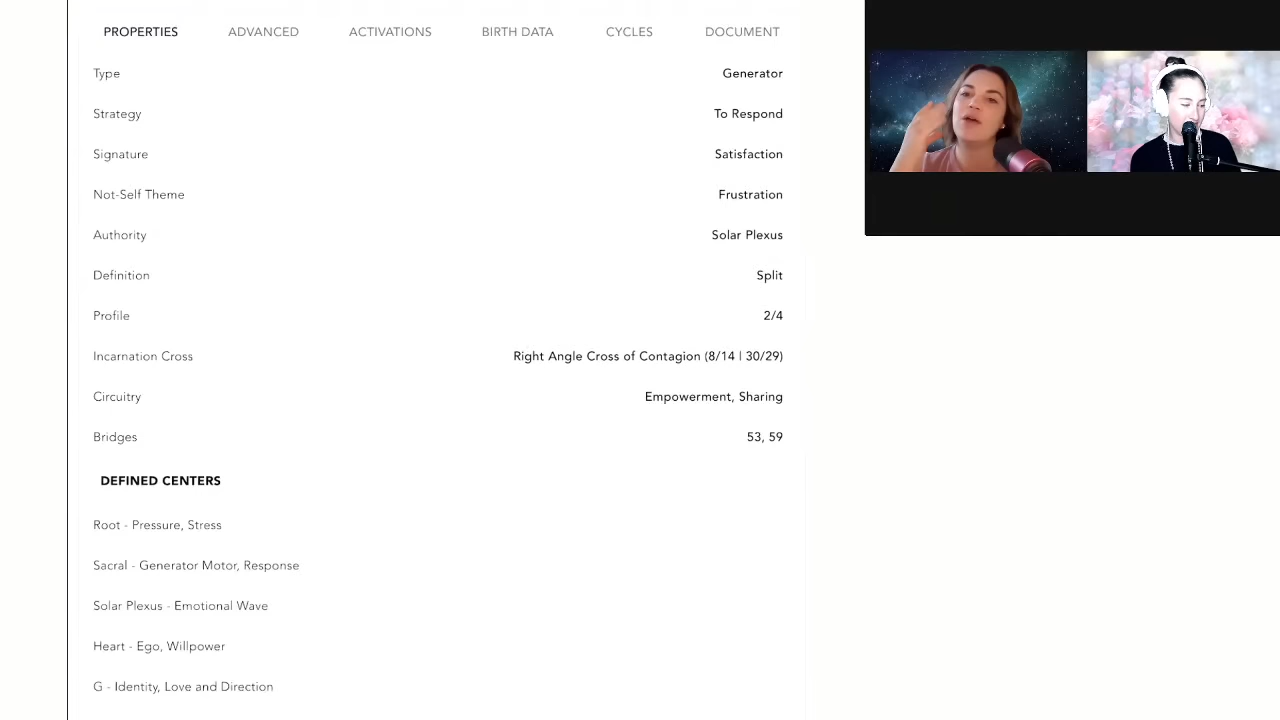 PROPERTIES ADVANCED ACTIVATIONS BIRTH DATA CYCLES DOCUMENT
Type Generator
Strategy To Respond
Signature Satisfaction
Not-Self Theme Frustration
Authority Solar Plexus
Definition Split
Profile 2/4
Incarnation Cross Right Angle Cross of Contagion (8/14 | 30/29)
Circuitry Empowerment, Sharing
Bridges 53, 59
DEFINED CENTERS
Root - Pressure, Stress
Sacral - Generator Motor, Response
Solar Plexus - Emotional Wave
Heart - Ego, Willpower
G - Identity, Love and Direction